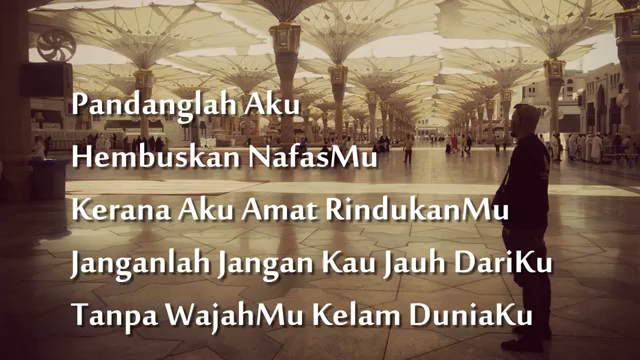 Pandanglah Aku
Hembuskan NafasMu
Kerana Aku Amat RindukanMu
Janganlah Jangan Kau Jauh DariKu
Tanpa WajahMu Kelam DuniaKu